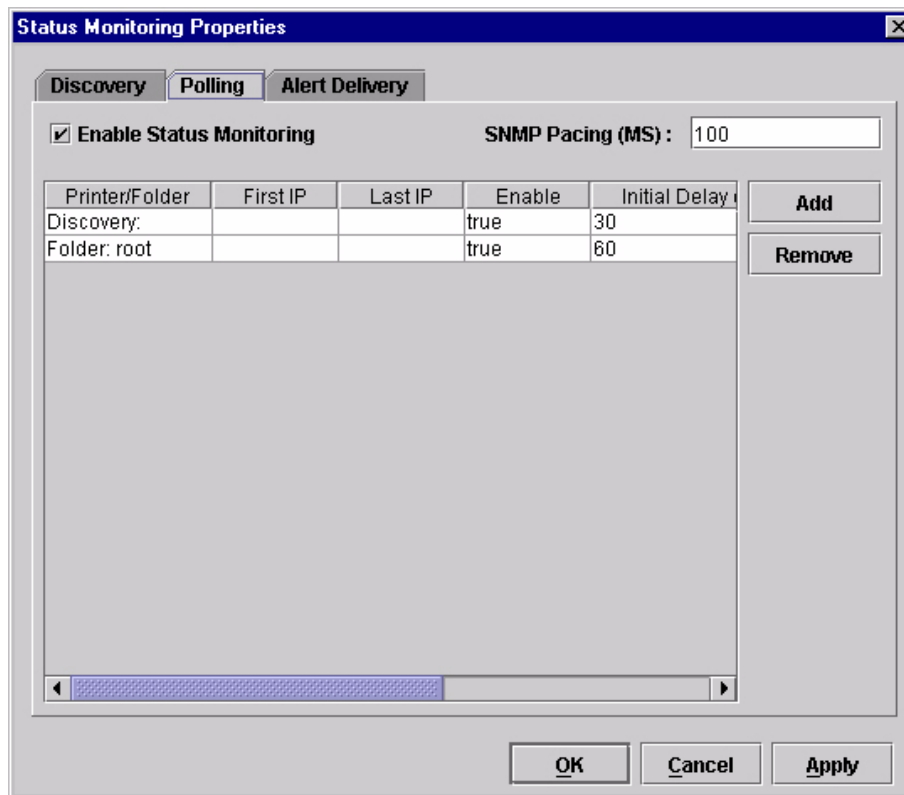 Status Monitoring Properties
Discovery Polling Alert Delivery
Enable Status Monitoring SNMP Pacing (MS) : 100
Printer/Folder First IP Last IP Enable Initial Delay
Add
Discovery: true 30
Folder: root true 60
Remove
OK Cancel Apply